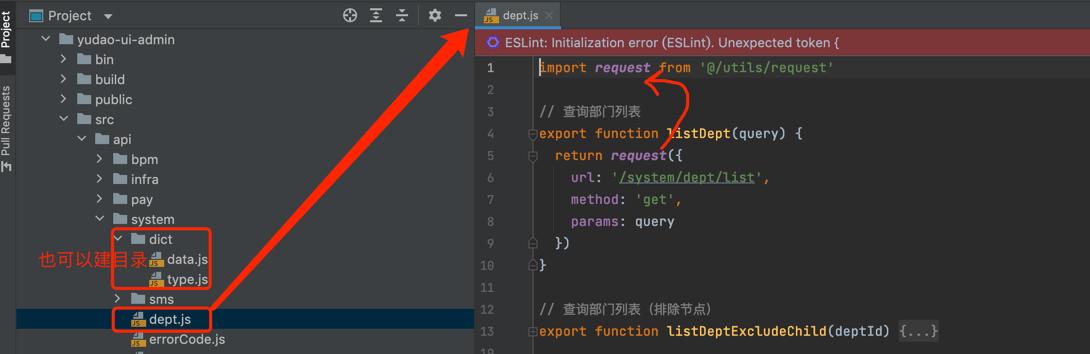 Project
Pull Requests
Project
yudao-ui-admin
bin
build
public
src
api
bpm
infra
pay
system
dict
也可以建目录
data.js
type.js
sms
dept.js
errorCode.js
dept.js
ESLint: Initialization error (ESLint). Unexpected token {
1 import request from '@/utils/request'
2
3 // 查询部门列表
4 export function listDept(query) {
5 return request({
6 url: '/system/dept/list',
7 method: 'get',
8 params: query
9 })
10 }
11
12 // 查询部门列表（排除节点）
13 export function listDeptExcludeChild(deptId) {...}